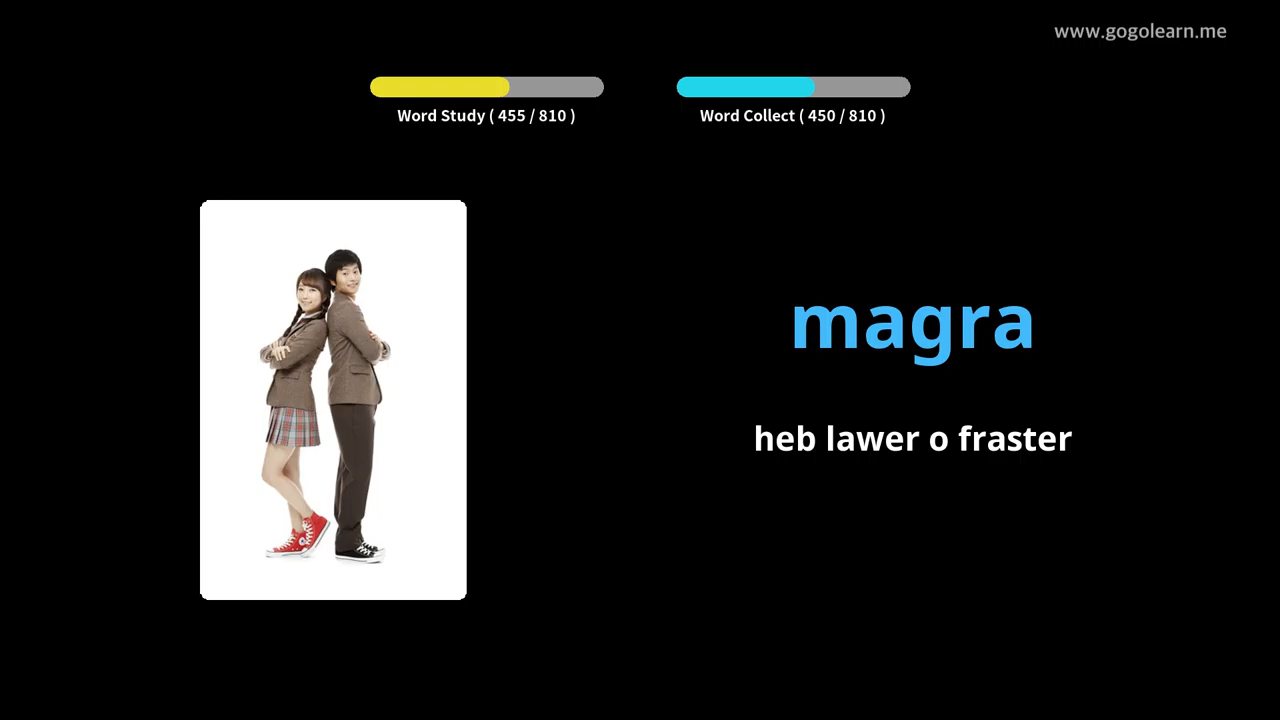 www.gogolearn.me
Word Study ( 455 / 810 )
Word Collect ( 450 / 810 )
magra
heb lawer o fraster